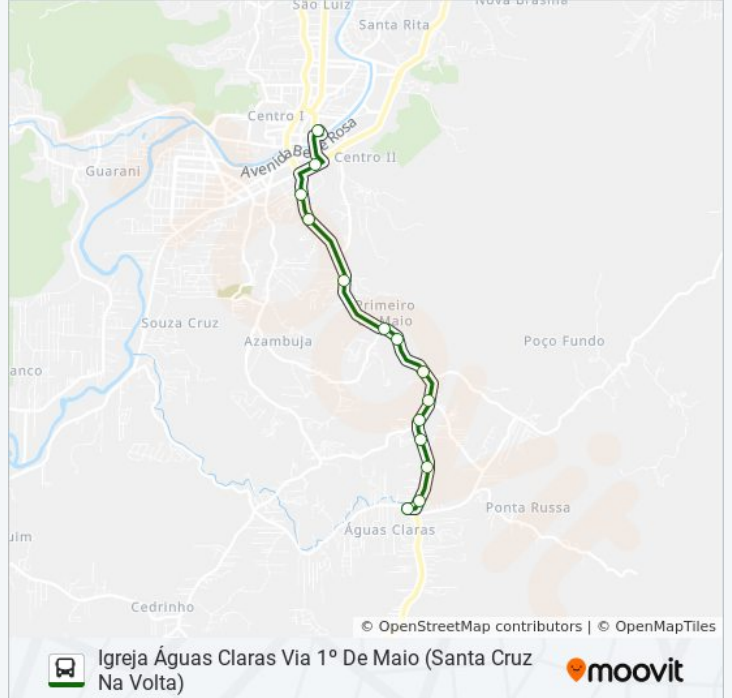 São Luiz
Nova Brasília
Santa Rita
Centro I
Avenida Beira Rosa
Centro II
Guarani
Primeiro
Maio
Souza Cruz
Azambuja
Poço Fundo
anco
Ponta Russa
Águas Claras
uim
Cedrinho
© OpenStreetMap contributors | © OpenMapTiles
Igreja Águas Claras Via 1º De Maio (Santa Cruz
Na Volta)
moovit